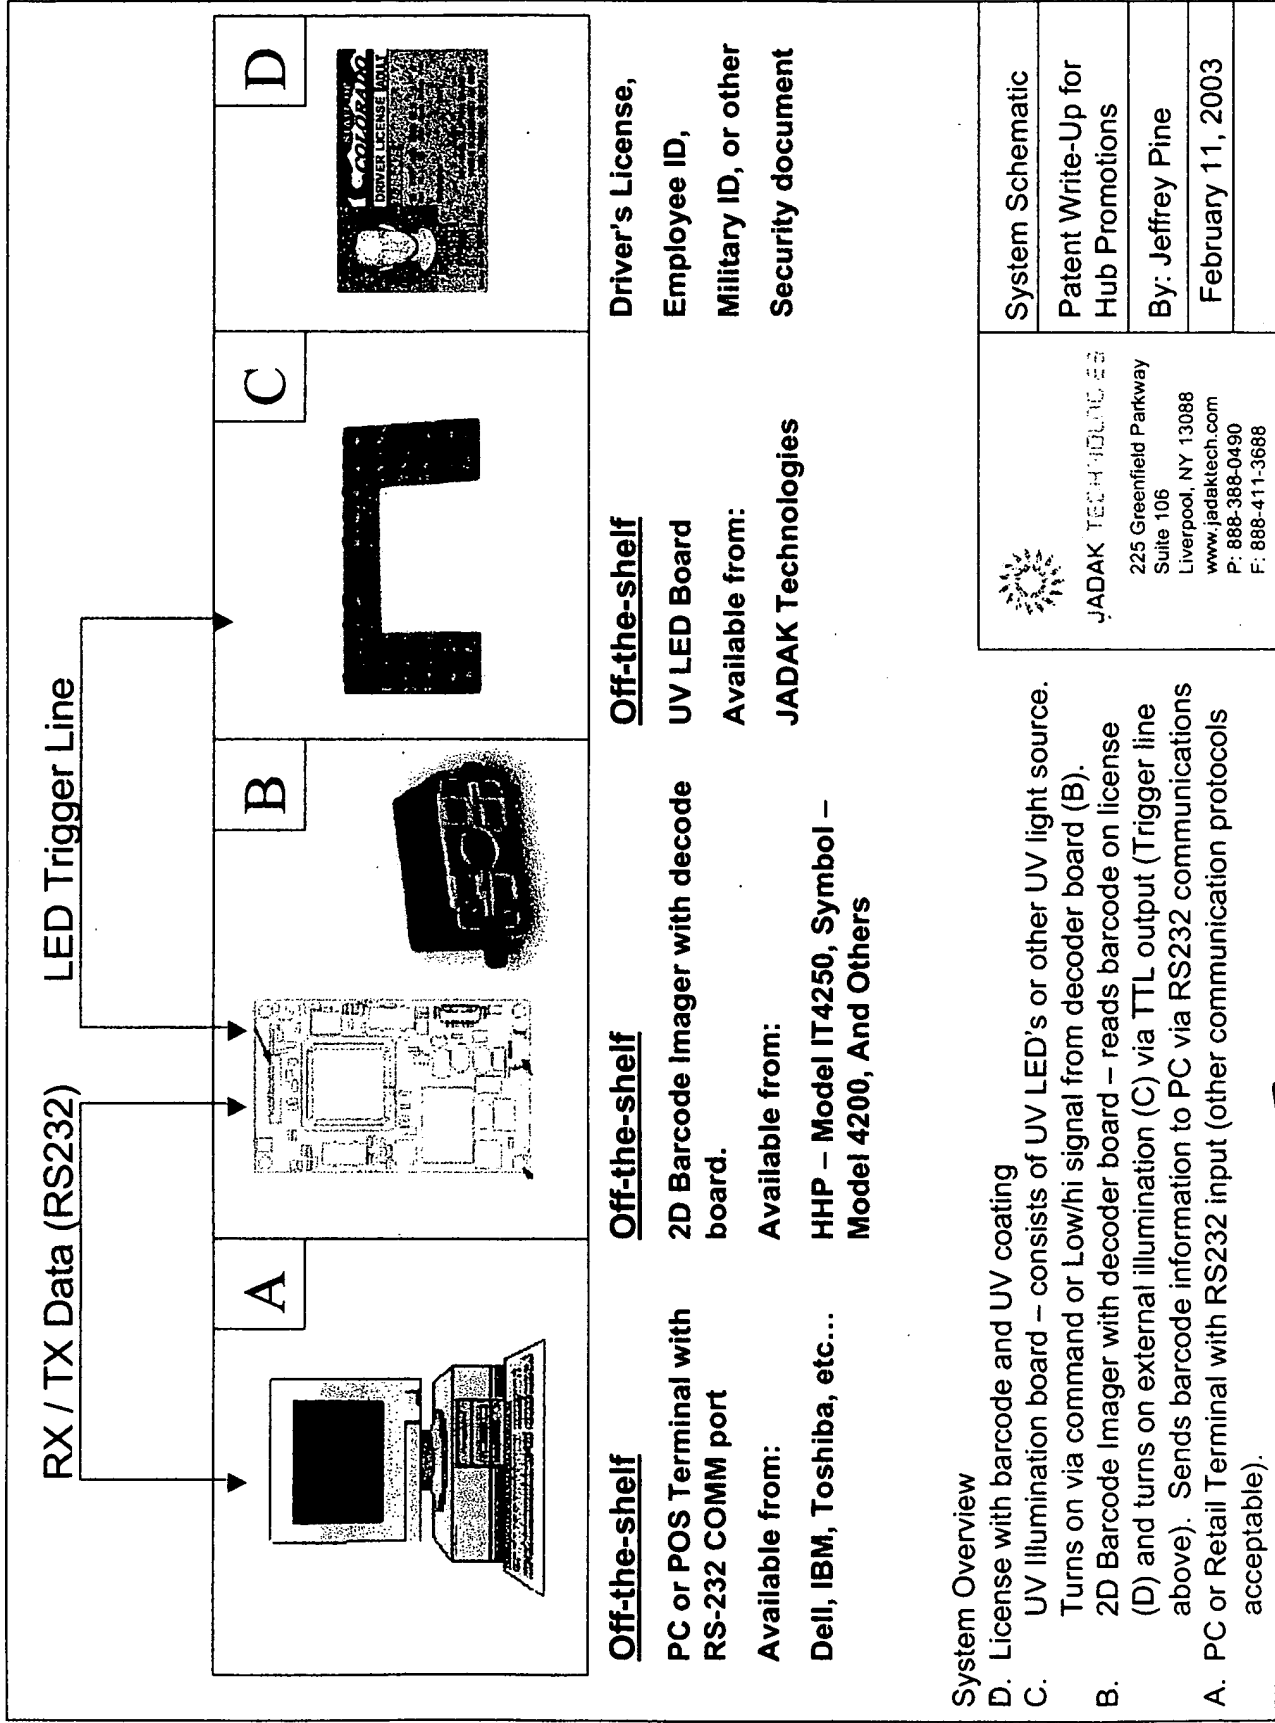 RX / TX Data (RS232)
LED Trigger Line
A
B
C
D
COLORADO
DRIVER LICENSE ADULT
Off-the-shelf
PC or POS Terminal with
RS-232 COMM port
Available from:
Dell, IBM, Toshiba, etc...
Off-the-shelf
2D Barcode Imager with decode
board.
Available from:
HHP – Model IT4250, Symbol –
Model 4200, And Others
Off-the-shelf
UV LED Board
Available from:
JADAK Technologies
Driver's License,
Employee ID,
Military ID, or other
Security document
System Overview
D. License with barcode and UV coating
C. UV Illumination board – consists of UV LED's or other UV light source.
Turns on via command or Low/hi signal from decoder board (B).
B. 2D Barcode Imager with decoder board – reads barcode on license
(D) and turns on external illumination (C) via TTL output (Trigger line
above). Sends barcode information to PC via RS232 communications
A. PC or Retail Terminal with RS232 input (other communication protocols
acceptable).
JADAK TECHNOLOGIES
225 Greenfield Parkway
Suite 106
Liverpool, NY 13088
www.jadaktech.com
P: 888-388-0490
F: 888-411-3688
System Schematic
Patent Write-Up for
Hub Promotions
By: Jeffrey Pine
February 11, 2003